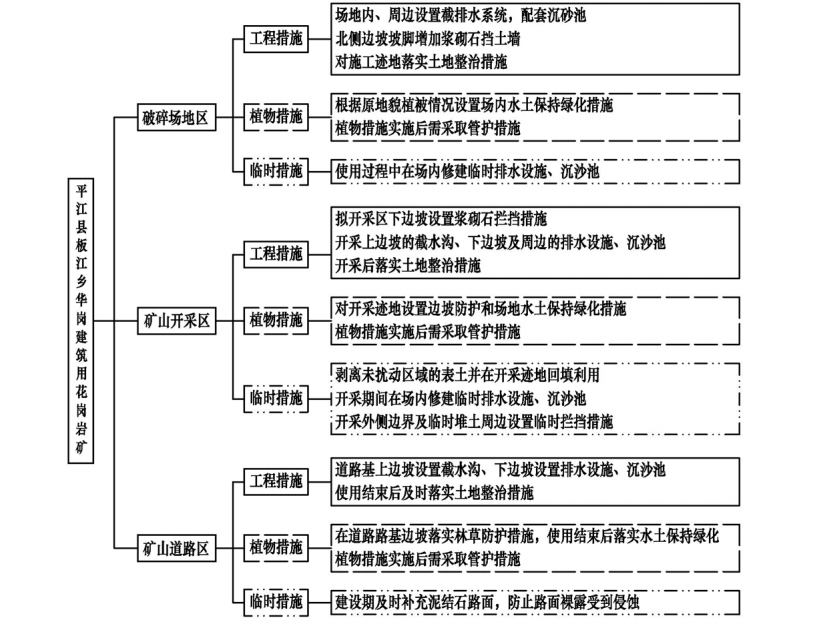 平江县板江乡华岗建筑用花岗岩矿
破碎场地区
工程措施
场地内、周边设置截排水系统，配套沉砂池
北侧边坡坡脚增加浆砌石挡土墙
对施工迹地落实土地整治措施
植物措施
根据原地貌植被情况设置场内水土保持绿化措施
植物措施实施后需采取管护措施
临时措施
使用过程中在场内修建临时排水设施、沉沙池
矿山开采区
工程措施
拟开采区下边坡设置浆砌石拦挡措施
开采上边坡的截水沟、下边坡及周边的排水设施、沉沙池
开采后落实土地整治措施
植物措施
对开采迹地设置边坡防护和场地水土保持绿化措施
植物措施实施后需采取管护措施
临时措施
剥离未扰动区域的表土并在开采迹地回填利用
开采期间在场内修建临时排水设施、沉沙池
开采外侧边界及临时堆土周边设置临时拦挡措施
矿山道路区
工程措施
道路基上边坡设置截水沟、下边坡设置排水设施、沉沙池
使用结束后及时落实土地整治措施
植物措施
在道路路基边坡落实林草防护措施，使用结束后落实水土保持绿化
植物措施实施后需采取管护措施
临时措施
建设期及时补充泥结石路面，防止路面裸露受到侵蚀